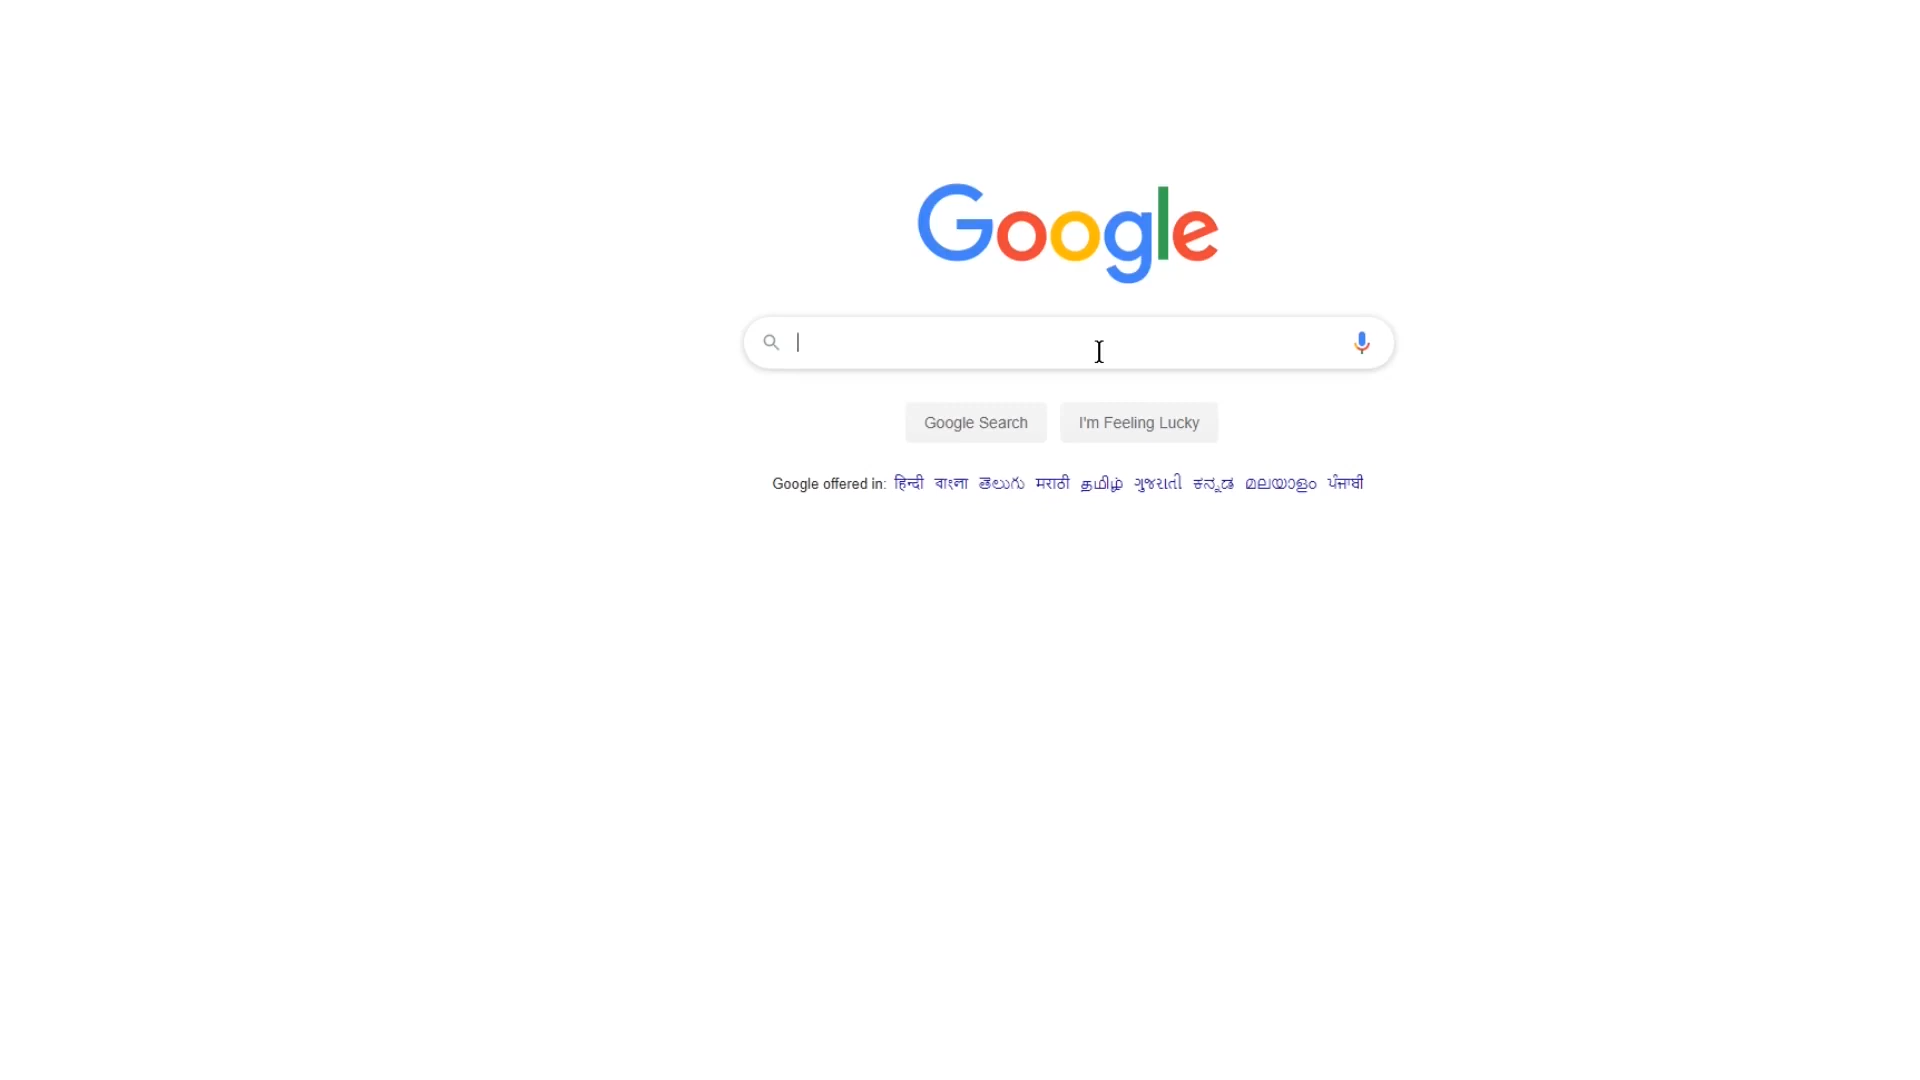 Google
Google Search
I'm Feeling Lucky
Google offered in: हिन्दी বাংলা తెలుగు मराठी தமிழ் ગુજરાતી ಕನ್ನಡ മലയാളം ਪੰਜਾਬੀ